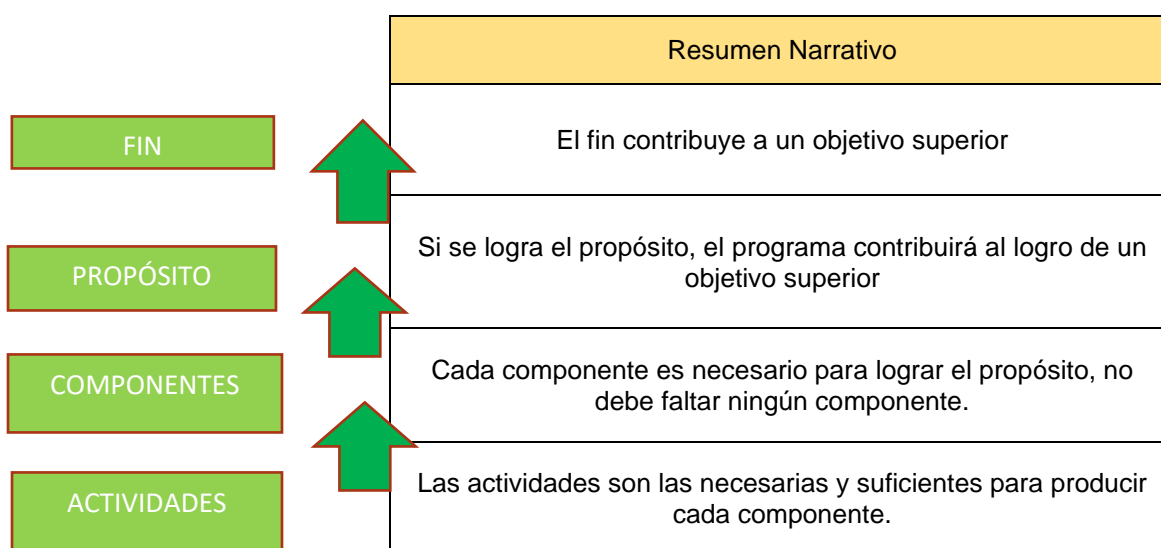 Resumen Narrativo
FIN
El fin contribuye a un objetivo superior
PROPÓSITO
Si se logra el propósito, el programa contribuirá al logro de un
objetivo superior
COMPONENTES
Cada componente es necesario para lograr el propósito, no
debe faltar ningún componente.
ACTIVIDADES
Las actividades son las necesarias y suficientes para producir
cada componente.